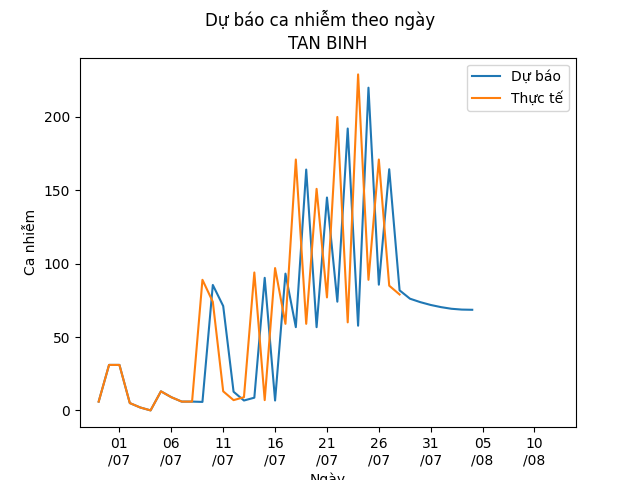 Dự báo ca nhiễm theo ngày
TAN BINH
Dự báo
Thực tế
Ca nhiễm
200
150
100
50
0
01 06 11 16 21 26 31 05 10
/07 /07 /07 /07 /07 /07 /07 /08 /08
Ngày